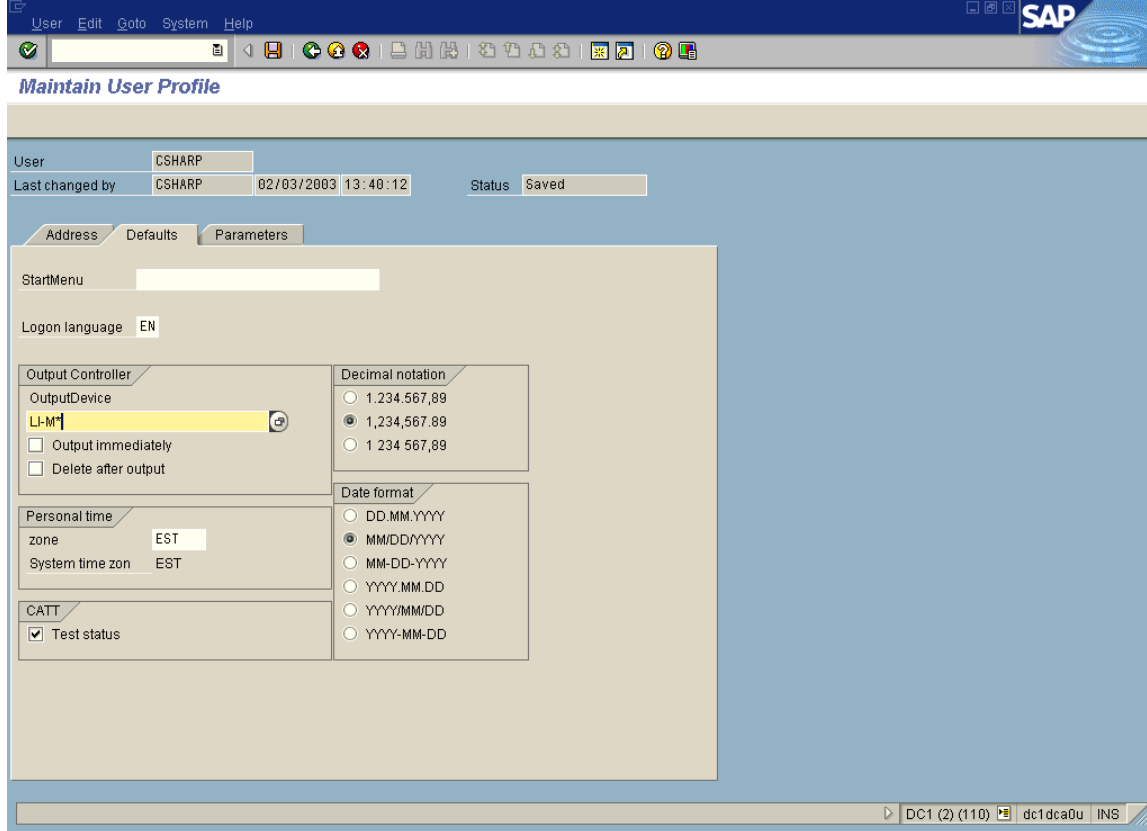 User Edit Goto System Help
SAP
Maintain User Profile
User CSHARP
Last changed by CSHARP 02/03/2003 13:40:12 Status Saved
Address Defaults Parameters
StartMenu
Logon language EN
Output Controller
OutputDevice
LI-M*
Output immediately
Delete after output
Decimal notation
1.234.567,89
1,234,567.89
1 234 567,89
Personal time
zone EST
System time zon EST
Date format
DD.MM.YYYY
MM/DD/YYYY
MM-DD-YYYY
YYYY.MM.DD
YYYY/MM/DD
YYYY-MM-DD
CATT
Test status
DC1 (2) (110) dc1dca0u INS